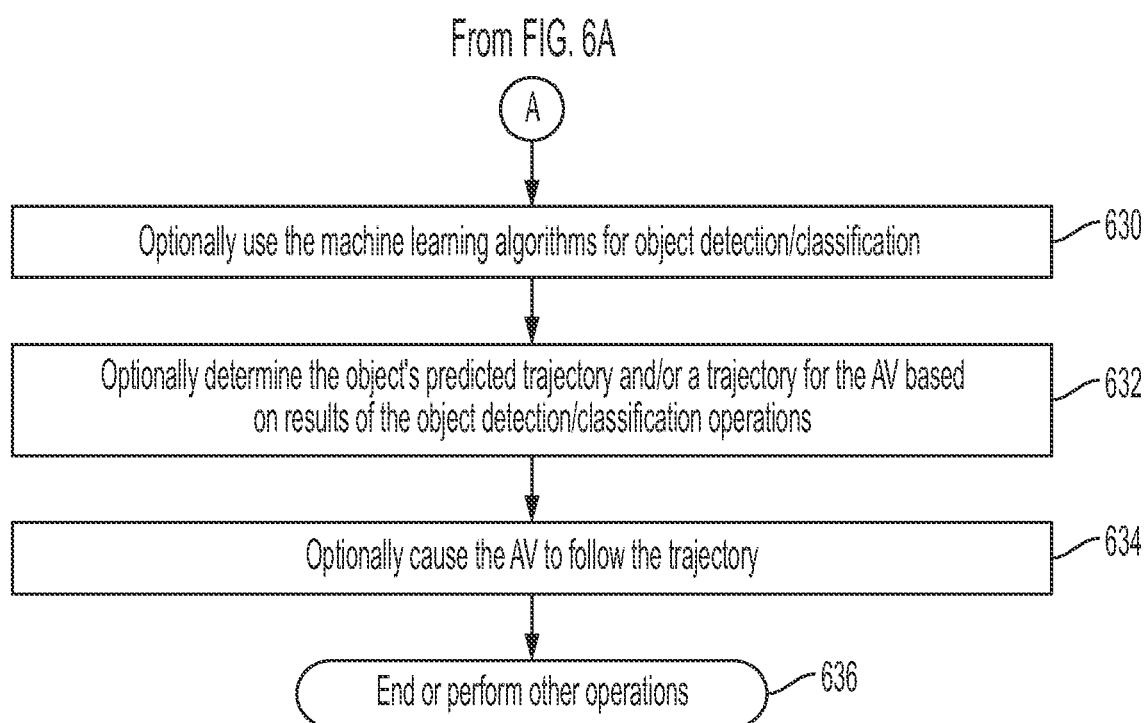 From FIG. 6A
A
Optionally use the machine learning algorithms for object detection/classification
630
Optionally determine the object's predicted trajectory and/or a trajectory for the AV based
on results of the object detection/classification operations
632
Optionally cause the AV to follow the trajectory
634
End or perform other operations
636